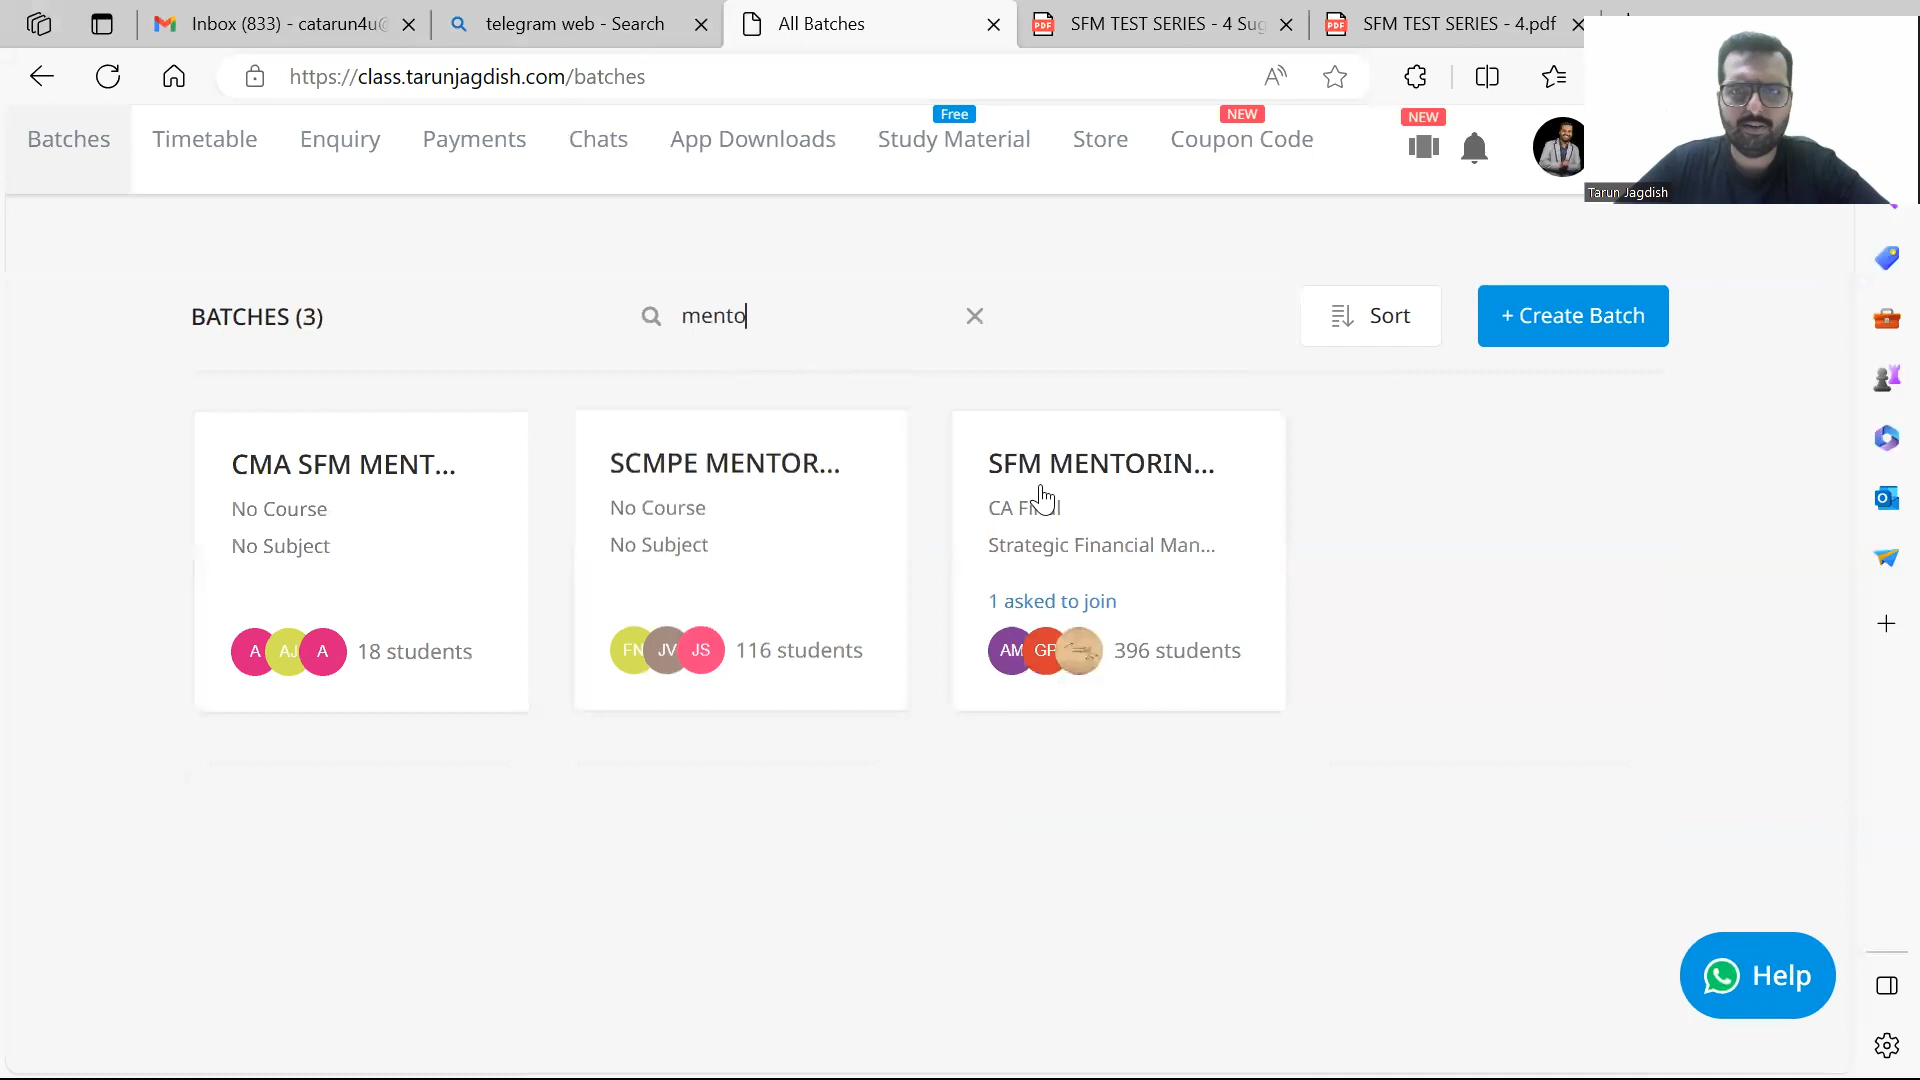 Inbox (833) - catarun4u@
telegram web - Search
All Batches
SFM TEST SERIES - 4 Sug
SFM TEST SERIES - 4.pdf
https://class.tarunjagdish.com/batches
Batches
Timetable
Enquiry
Payments
Chats
App Downloads
Free
Study Material
Store
NEW
Coupon Code
NEW
Tarun Jagdish
BATCHES (3)
mento
Sort
+ Create Batch
CMA SFM MENT...
No Course
No Subject
A AJ A 18 students
SCMPE MENTOR...
No Course
No Subject
FN JV JS 116 students
SFM MENTORIN...
CA Final
Strategic Financial Man...
1 asked to join
AM GP 396 students
Help